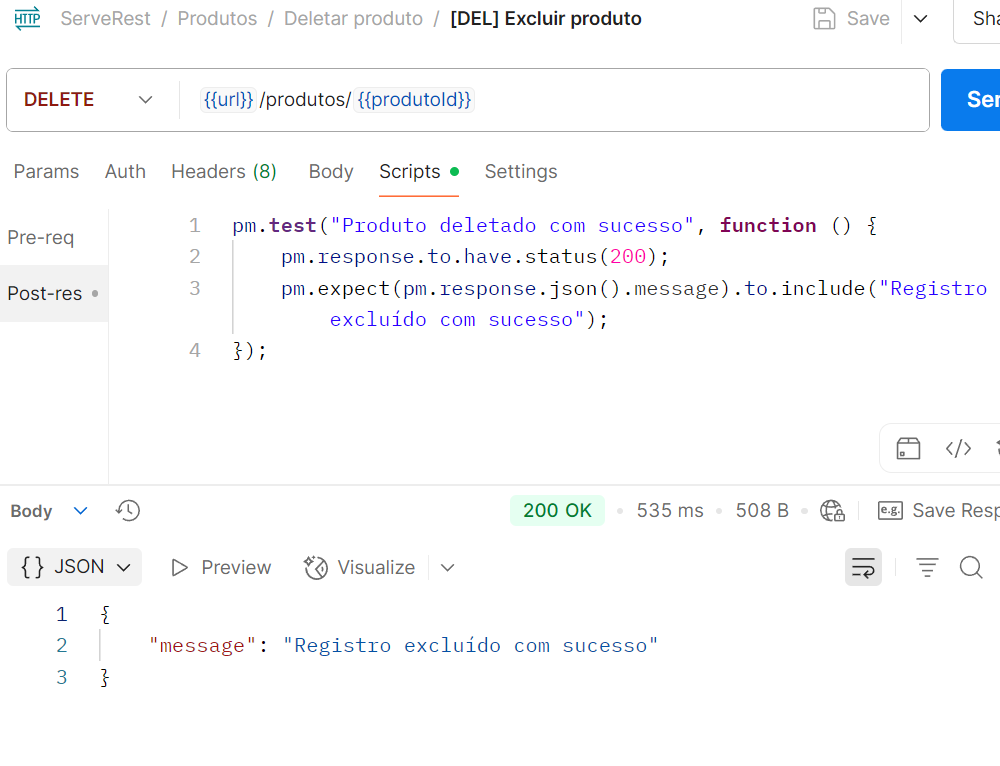 HTTP ServeRest / Produtos / Deletar produto / [DEL] Excluir produto Save Sha
DELETE {{url}}/produtos/{{produtoId}} Sen
Params Auth Headers (8) Body Scripts Settings
Pre-req
Post-res
1 pm.test("Produto deletado com sucesso", function () {
2 pm.response.to.have.status(200);
3 pm.expect(pm.response.json().message).to.include("Registro
excluído com sucesso");
4 });
</>
Body 200 OK 535 ms 508 B e.g. Save Resp
{} JSON Preview Visualize
1 {
2 "message": "Registro excluído com sucesso"
3 }